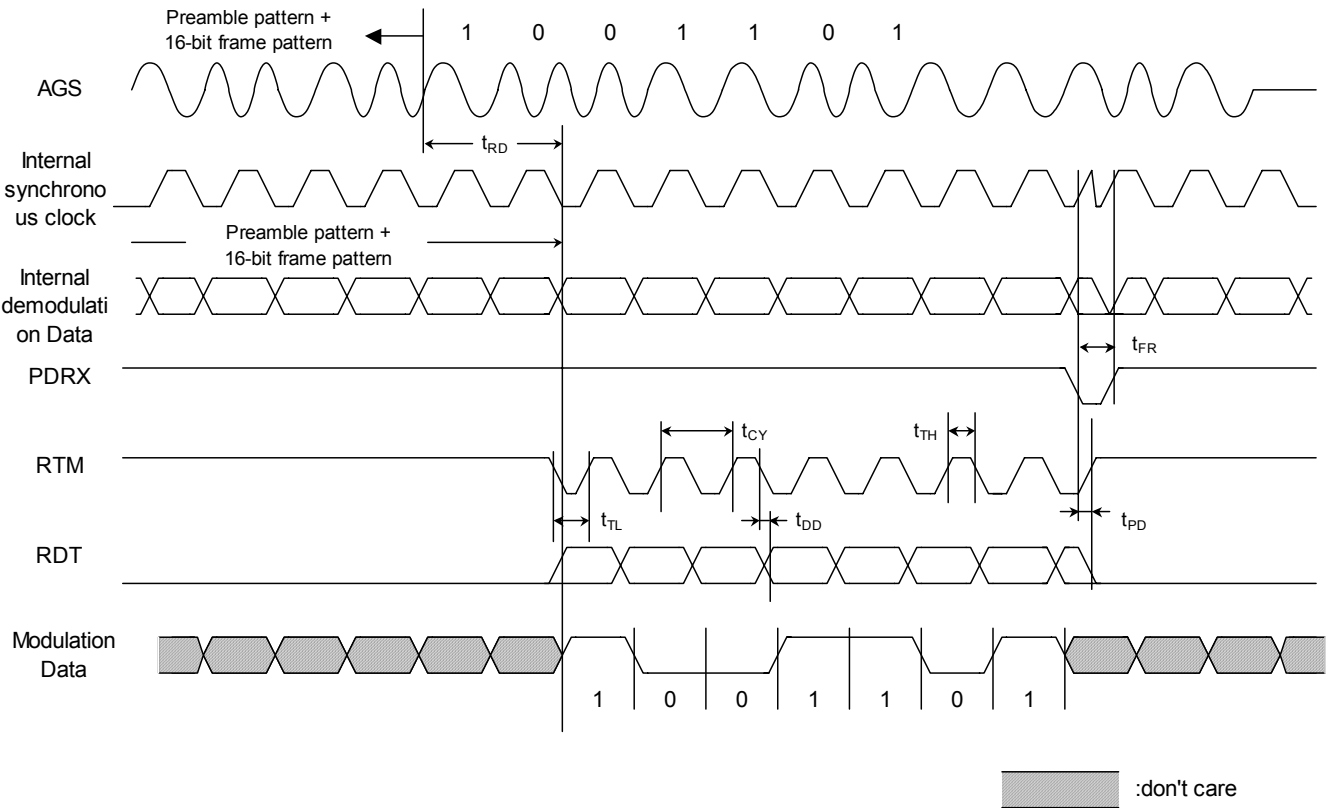 Preamble pattern +
16-bit frame pattern
1 0 0 1 1 0 1
AGS
t_RD
Internal
synchrono
us clock
Preamble pattern +
16-bit frame pattern
Internal
demodulati
on Data
t_FR
PDRX
t_CY
t_TH
RTM
t_TL
t_DD
t_PD
RDT
Modulation
Data
1 0 0 1 1 0 1
:don't care